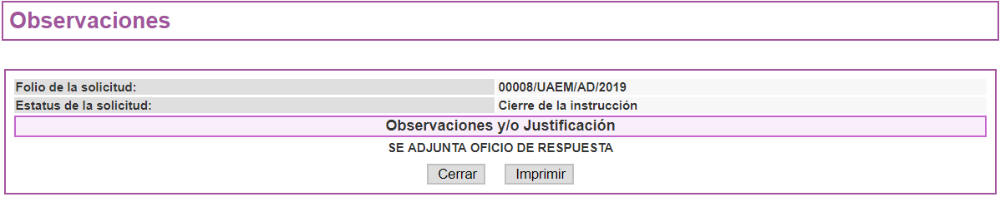 Observaciones
Folio de la solicitud: 00008/UAEM/AD/2019
Estatus de la solicitud: Cierre de la instrucción
Observaciones y/o Justificación
SE ADJUNTA OFICIO DE RESPUESTA
Cerrar Imprimir